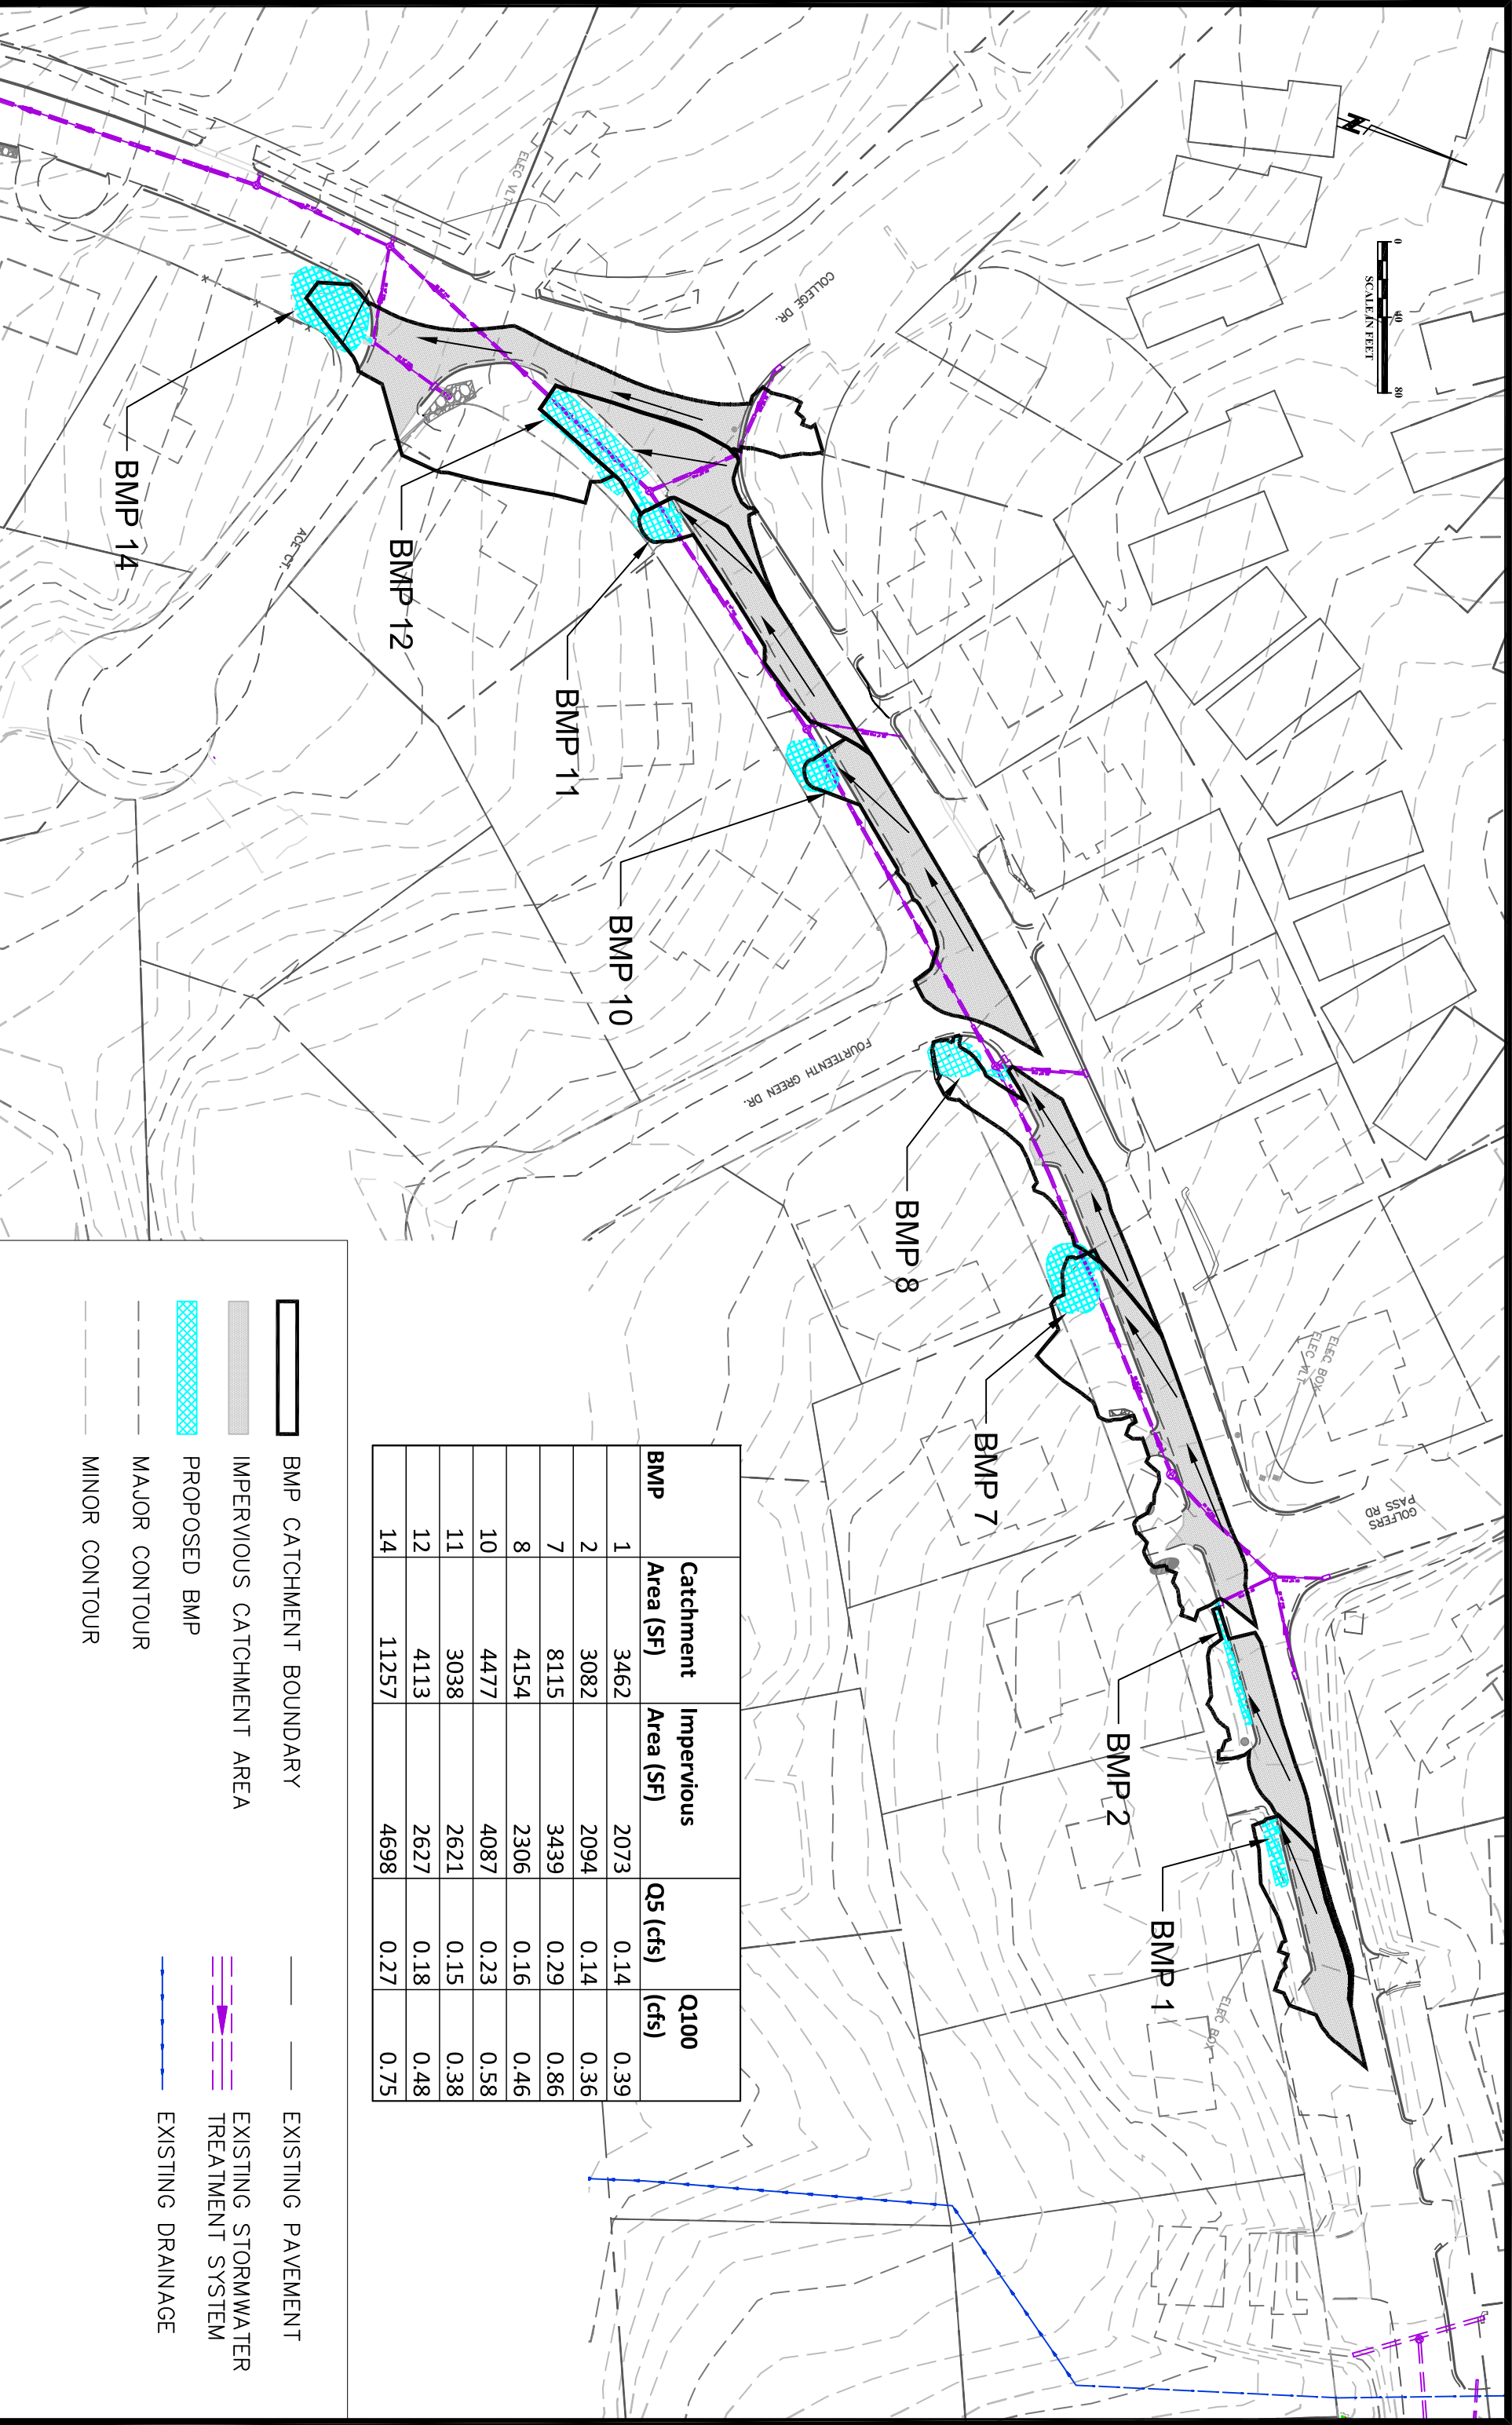 N
0 40 80
SCALE IN FEET
COLLEGE DR.
ELEC VLT
ACE CT.
FOURTEENTH GREEN DR.
GOLFERS
PASS RD
ELEC BOX
ELEC VLT
ELEC BOX
BMP 14
BMP 12
BMP 11
BMP 10
BMP 8
BMP 7
BMP 2
BMP 1
BMP Catchment Area (SF) Impervious Area (SF) Q5 (cfs) Q100 (cfs)
1 3462 2073 0.14 0.39
2 3082 2094 0.14 0.36
7 8115 3439 0.29 0.86
8 4154 2306 0.16 0.46
10 4477 4087 0.23 0.58
11 3038 2621 0.15 0.38
12 4113 2627 0.18 0.48
14 11257 4698 0.27 0.75
BMP CATCHMENT BOUNDARY
IMPERVIOUS CATCHMENT AREA
PROPOSED BMP
MAJOR CONTOUR
MINOR CONTOUR
EXISTING PAVEMENT
EXISTING STORMWATER
TREATMENT SYSTEM
EXISTING DRAINAGE